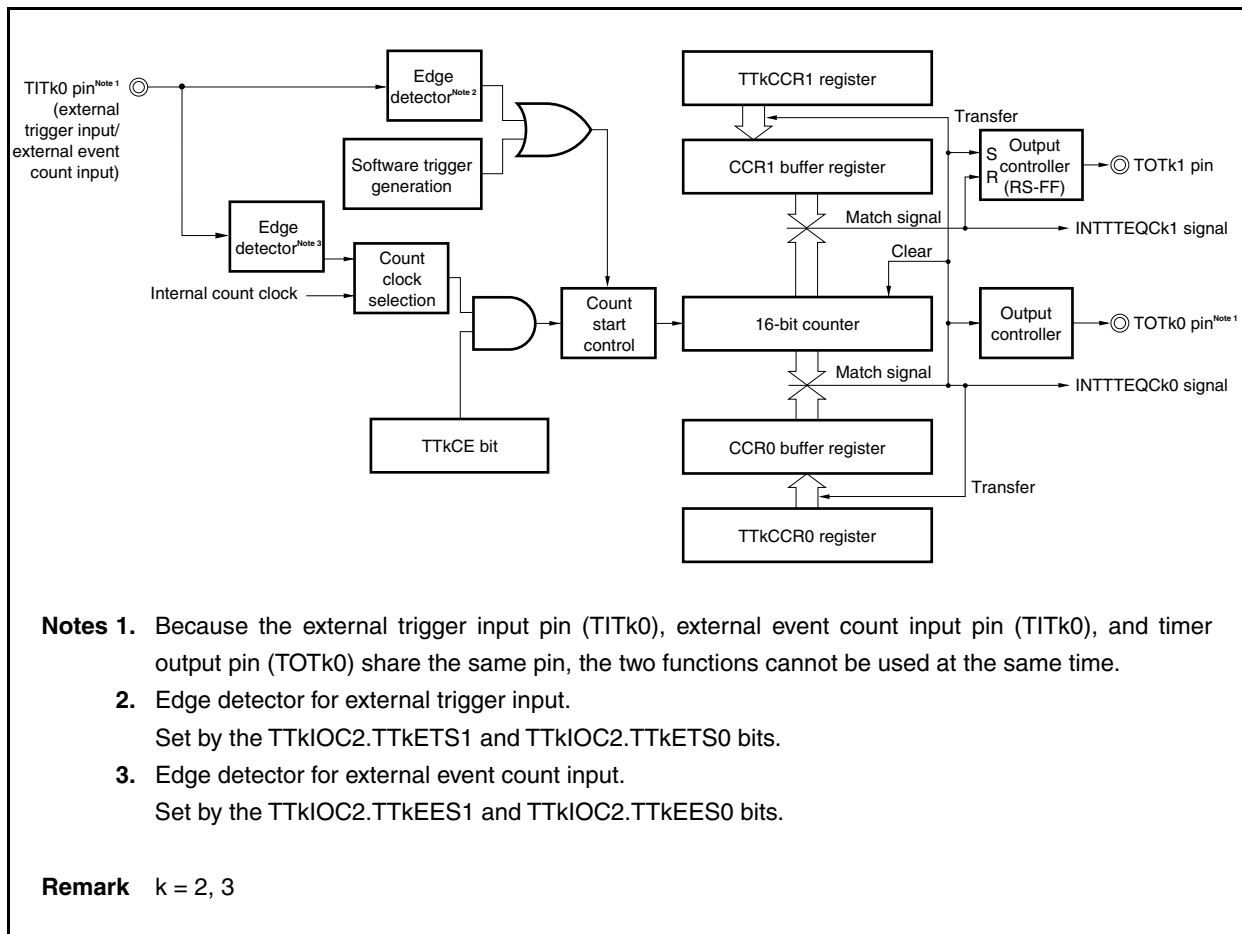 TITk0 pinNote 1
(external
trigger input/
external event
count input)
Edge
detectorNote 2
Software trigger
generation
Edge
detectorNote 3
Count
clock
selection
Internal count clock
Count
start
control
TTkCE bit
TTkCCR1 register
Transfer
CCR1 buffer register
S
R
Output
controller
(RS-FF)
TOTk1 pin
Match signal
INTTTEQCk1 signal
Clear
16-bit counter
Output
controller
TOTk0 pinNote 1
Match signal
INTTTEQCk0 signal
CCR0 buffer register
Transfer
TTkCCR0 register
Notes 1. Because the external trigger input pin (TITk0), external event count input pin (TITk0), and timer
output pin (TOTk0) share the same pin, the two functions cannot be used at the same time.
2. Edge detector for external trigger input.
Set by the TTkIOC2.TTkETS1 and TTkIOC2.TTkETS0 bits.
3. Edge detector for external event count input.
Set by the TTkIOC2.TTkEES1 and TTkIOC2.TTkEES0 bits.
Remark k = 2, 3